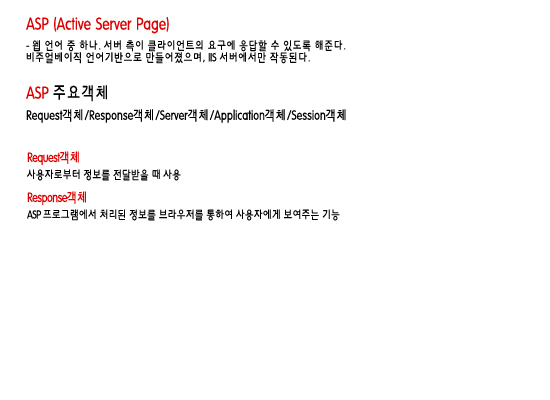 ASP (Active Server Page)
- 웹 언어 중 하나. 서버 측이 클라이언트의 요구에 응답할 수 있도록 해준다.
비주얼베이직 언어기반으로 만들어졌으며, IIS 서버에서만 작동된다.
ASP 주요객체
Request객체/Response객체/Server객체/Application객체/Session객체
Request객체
사용자로부터 정보를 전달받을 때 사용
Response객체
ASP 프로그램에서 처리된 정보를 브라우저를 통하여 사용자에게 보여주는 기능